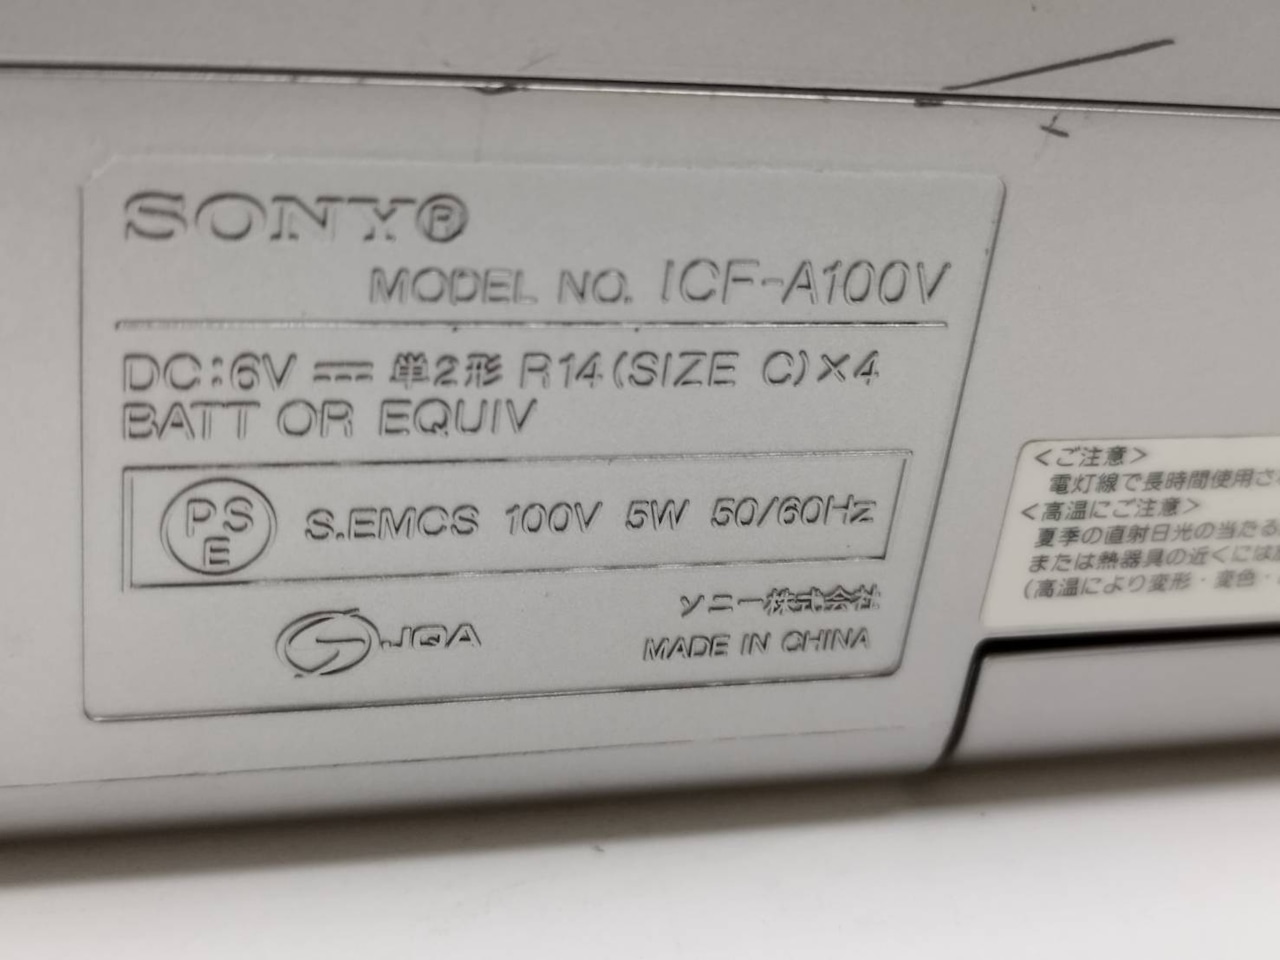 SONY®
MODEL NO. ICF-A100V
DC:6V ⎓ 単2形 R14(SIZE C)×4
BATT OR EQUIV
PSE
S.EMCS 100V 5W 50/60Hz
ソニー株式会社
JQA
MADE IN CHINA
<ご注意>
電灯線で長時間使用さ
<高温にご注意>
夏季の直射日光の当たる
または熱器具の近くには
(高温により変形・変色・